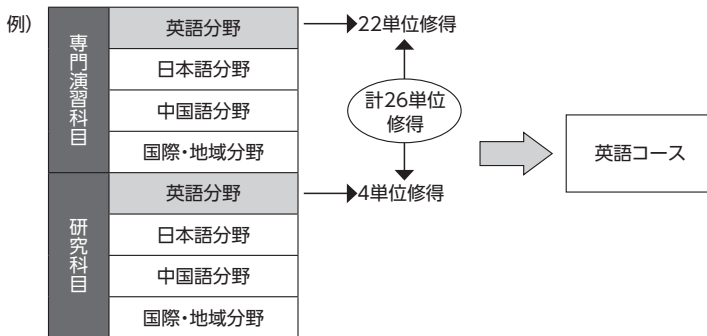 例)
専門演習科目
英語分野
日本語分野
中国語分野
国際・地域分野
研究科目
英語分野
日本語分野
中国語分野
国際・地域分野
22単位修得
計26単位
修得
4単位修得
英語コース